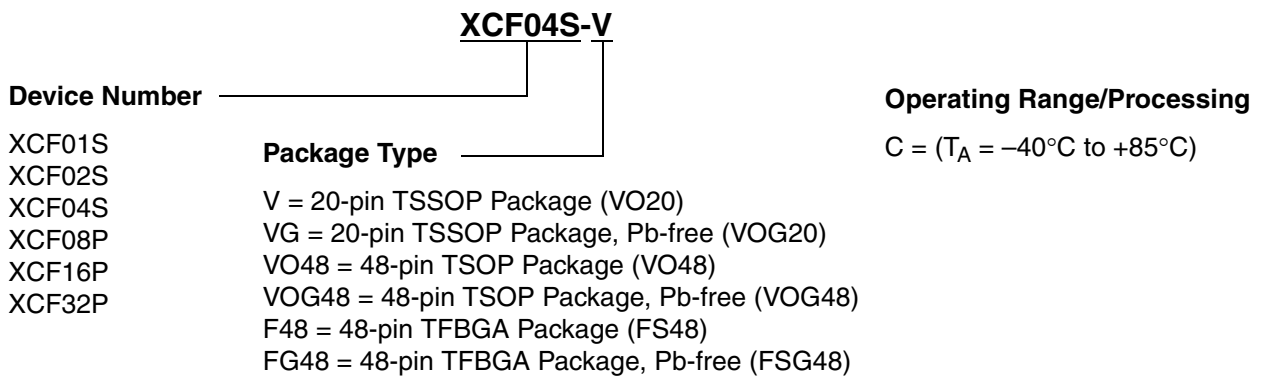 XCF04S-V
Device Number
XCF01S
XCF02S
XCF04S
XCF08P
XCF16P
XCF32P
Package Type
V = 20-pin TSSOP Package (VO20)
VG = 20-pin TSSOP Package, Pb-free (VOG20)
VO48 = 48-pin TSOP Package (VO48)
VOG48 = 48-pin TSOP Package, Pb-free (VOG48)
F48 = 48-pin TFBGA Package (FS48)
FG48 = 48-pin TFBGA Package, Pb-free (FSG48)
Operating Range/Processing
C = (TA = –40°C to +85°C)